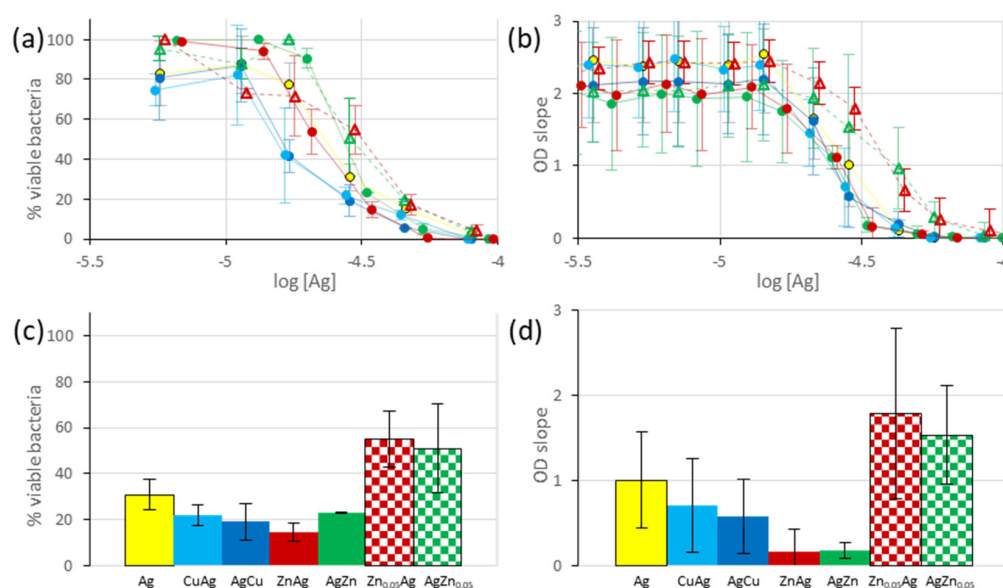 (a)
100
80
60
40
20
0
% viable bacteria
-5.5 -5 -4.5 -4
log [Ag]
(b)
3
2
1
0
OD slope
-5.5 -5 -4.5 -4
log [Ag]
(c)
100
80
60
40
20
0
% viable bacteria
Ag CuAg AgCu ZnAg AgZn Zn0.05Ag AgZn0.05
(d)
3
2
1
0
OD slope
Ag CuAg AgCu ZnAg AgZn Zn0.05Ag AgZn0.05